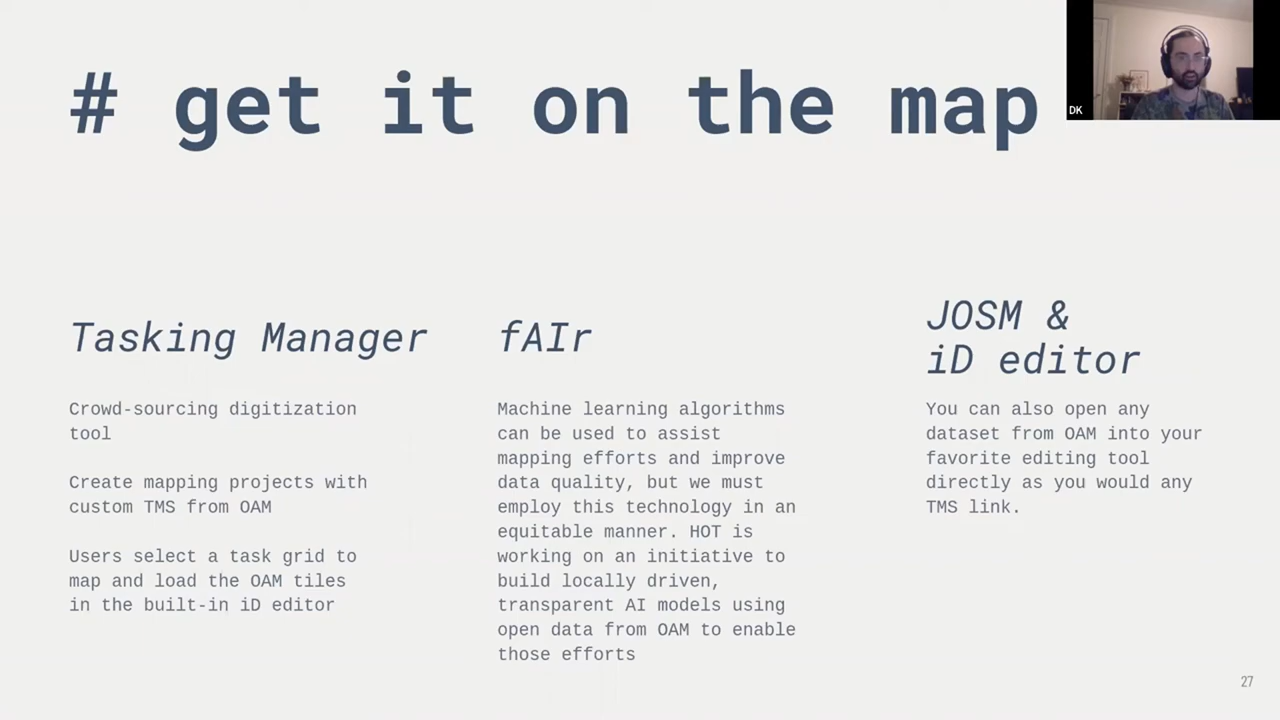 # get it on the map
DK
Tasking Manager
Crowd-sourcing digitization
tool
Create mapping projects with
custom TMS from OAM
Users select a task grid to
map and load the OAM tiles
in the built-in iD editor
fAIr
Machine learning algorithms
can be used to assist
mapping efforts and improve
data quality, but we must
employ this technology in an
equitable manner. HOT is
working on an initiative to
build locally driven,
transparent AI models using
open data from OAM to enable
those efforts
JOSM &
iD editor
You can also open any
dataset from OAM into your
favorite editing tool
directly as you would any
TMS link.
27